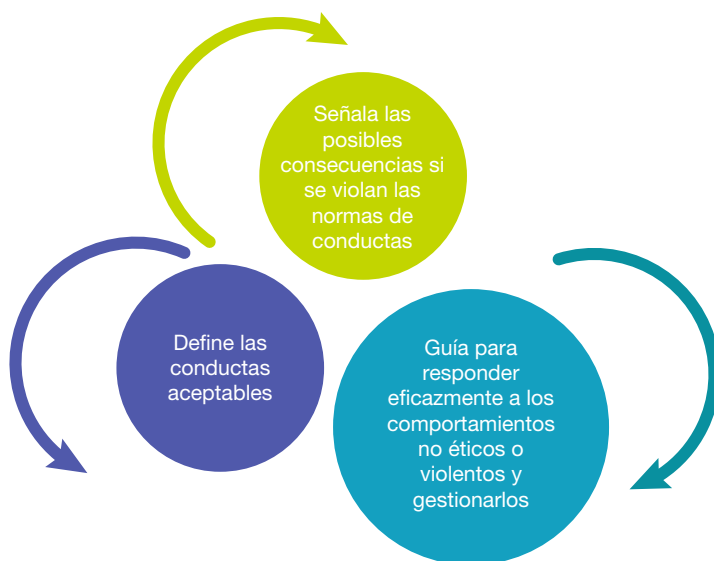 Señala las
posibles
consecuencias si
se violan las
normas de
conductas
Define las
conductas
aceptables
Guía para
responder
eficazmente a los
comportamientos
no éticos o
violentos y
gestionarlos